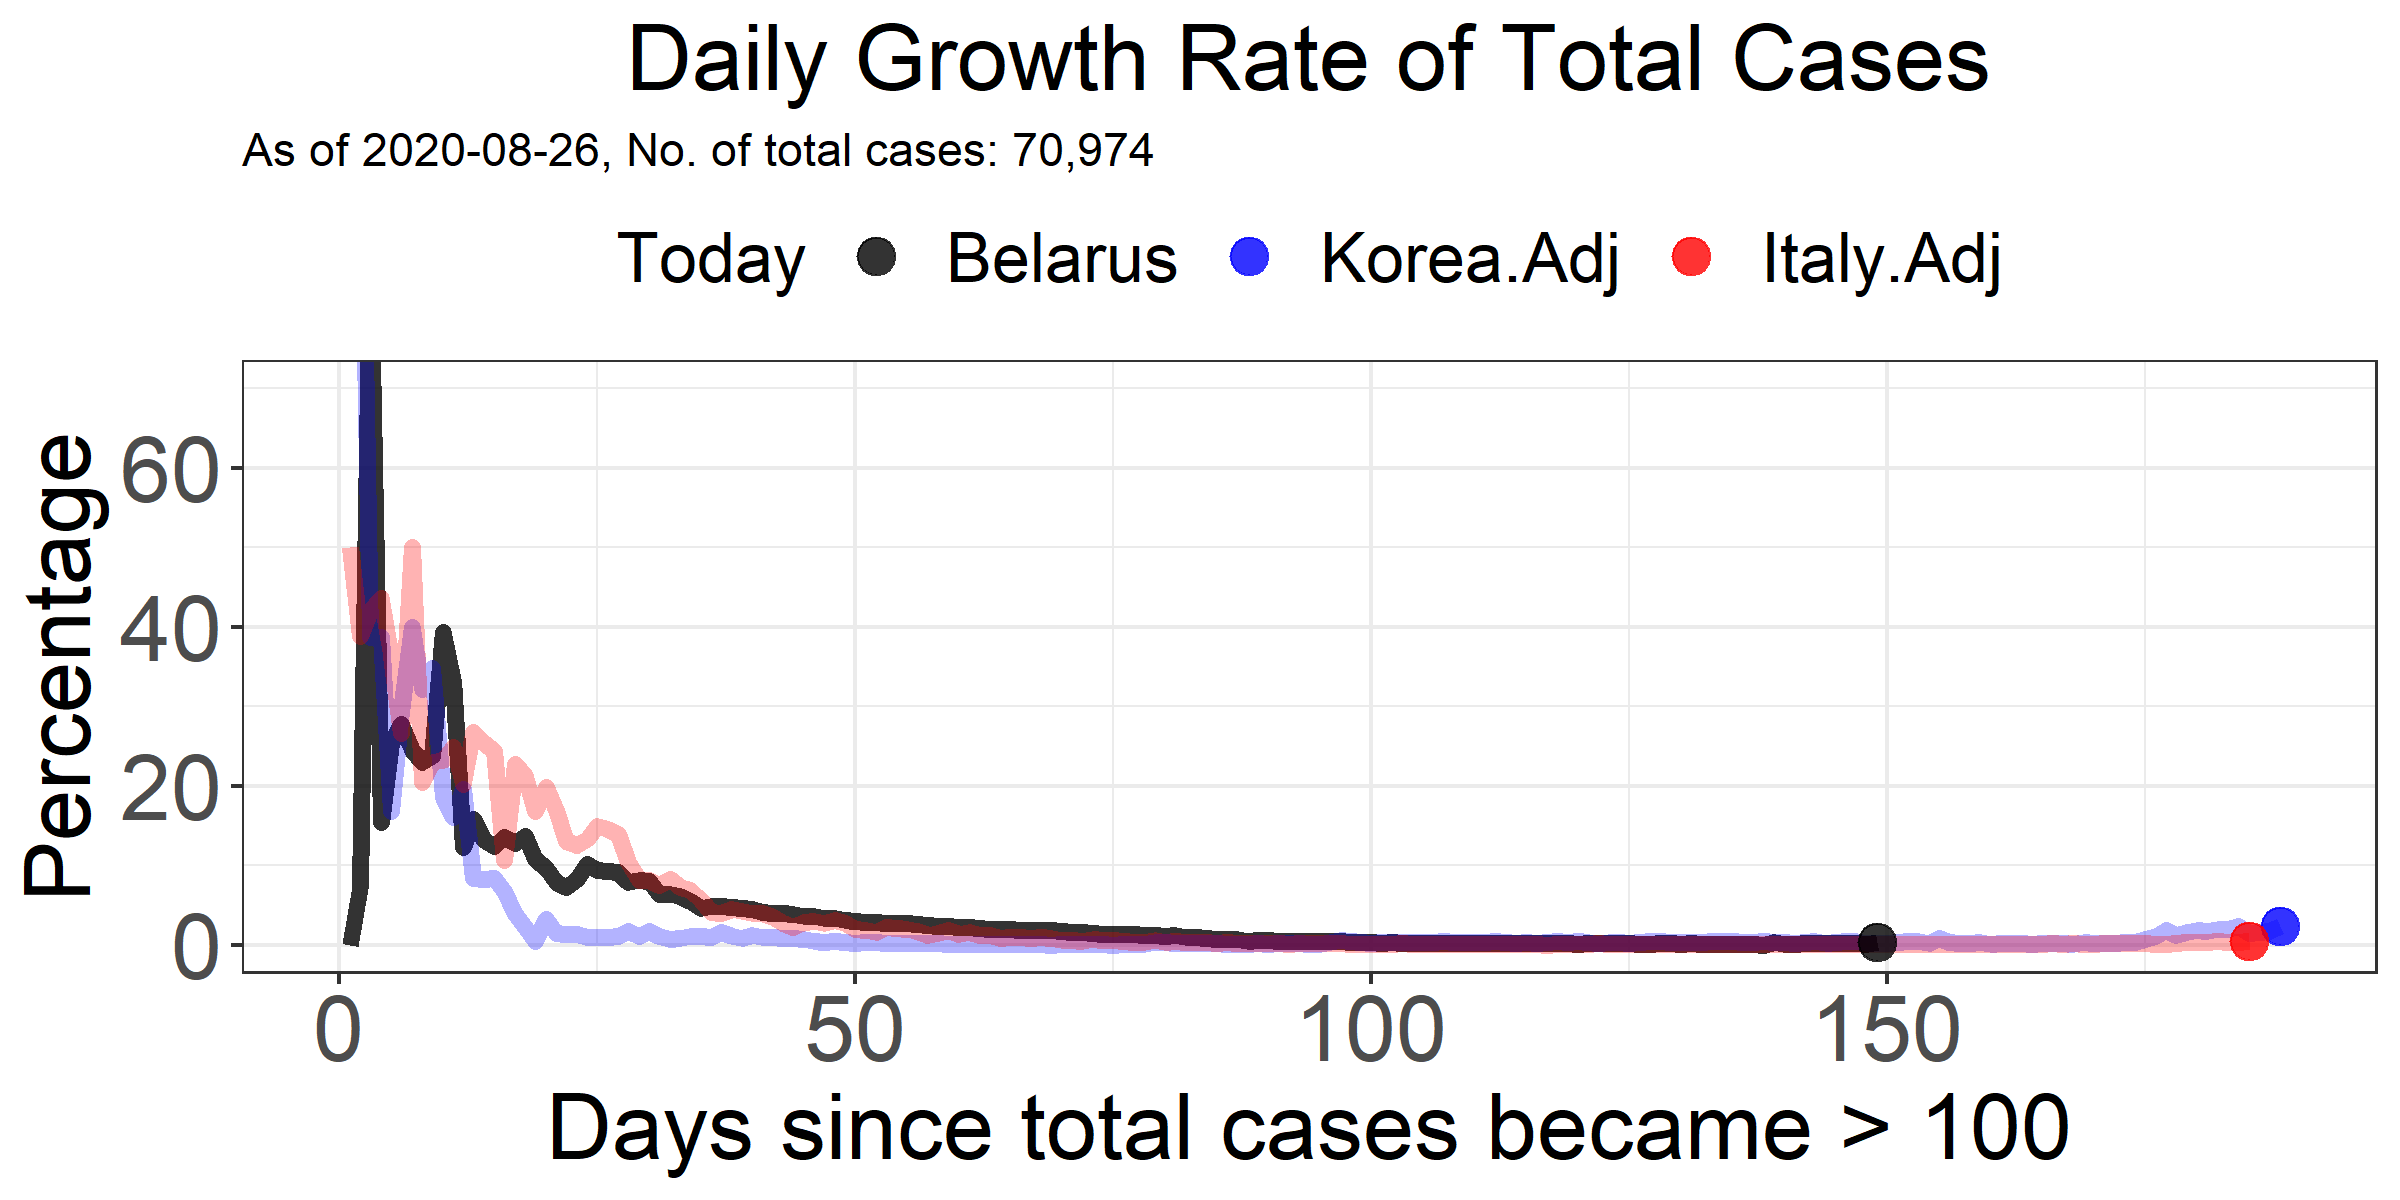 Daily Growth Rate of Total Cases
As of 2020-08-26, No. of total cases: 70,974
Today Belarus Korea.Adj Italy.Adj
Percentage
60
40
20
0
0 50 100 150
Days since total cases became > 100